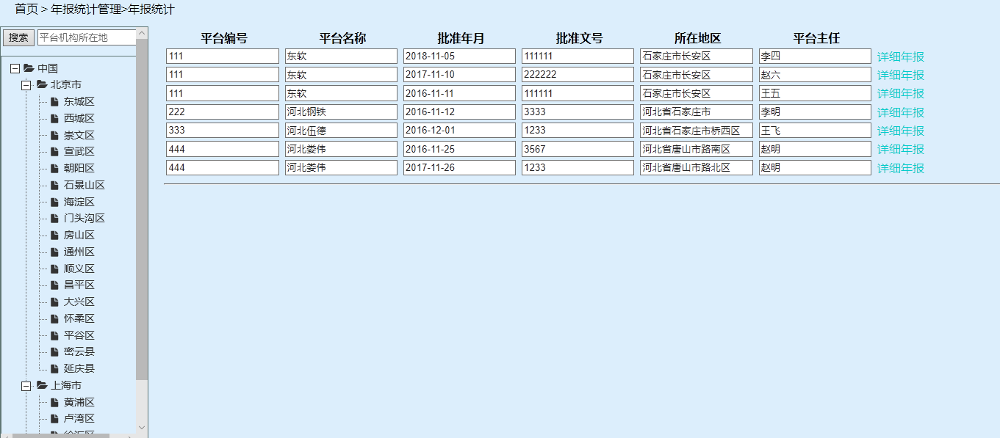 首页 > 年报统计管理>年报统计
搜索 平台机构所在地
中国
北京市
东城区
西城区
崇文区
宣武区
朝阳区
石景山区
海淀区
门头沟区
房山区
通州区
顺义区
昌平区
大兴区
怀柔区
平谷区
密云县
延庆县
上海市
黄浦区
卢湾区
平台编号 平台名称 批准年月 批准文号 所在地区 平台主任
111 东软 2018-11-05 111111 石家庄市长安区 李四 详细年报
111 东软 2017-11-10 222222 石家庄市长安区 赵六 详细年报
111 东软 2016-11-11 111111 石家庄市长安区 王五 详细年报
222 河北钢铁 2016-11-12 3333 河北省石家庄市 李明 详细年报
333 河北伍德 2016-12-01 1233 河北省石家庄市桥西区 王飞 详细年报
444 河北娄伟 2016-11-25 3567 河北省唐山市路南区 赵明 详细年报
444 河北娄伟 2017-11-26 1233 河北省唐山市路北区 赵明 详细年报